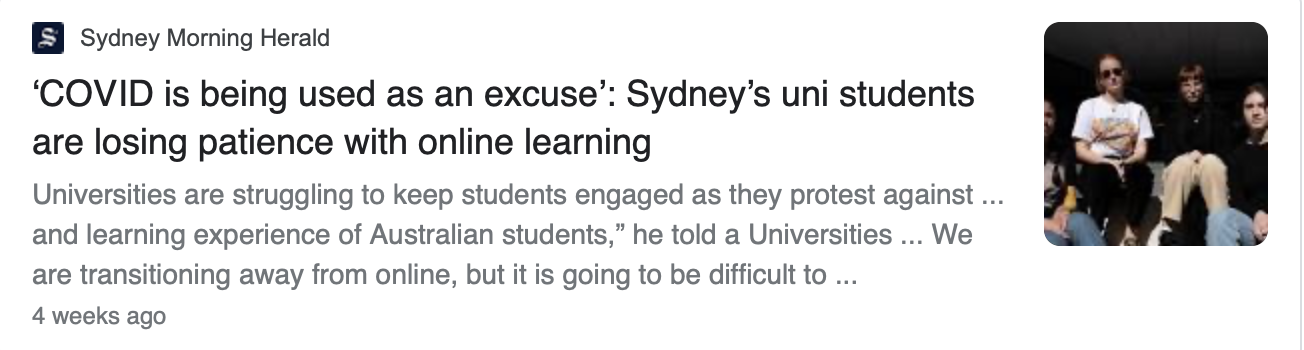 Sydney Morning Herald
‘COVID is being used as an excuse’: Sydney’s uni students
are losing patience with online learning
Universities are struggling to keep students engaged as they protest against ...
and learning experience of Australian students,” he told a Universities ... We
are transitioning away from online, but it is going to be difficult to ...
4 weeks ago